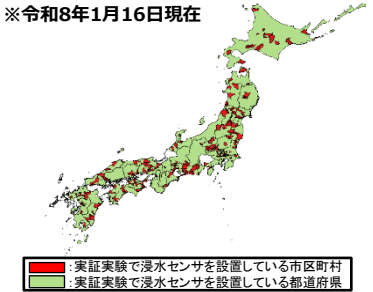 ※令和8年1月16日現在
：実証実験で浸水センサを設置している市区町村
：実証実験で浸水センサを設置している都道府県